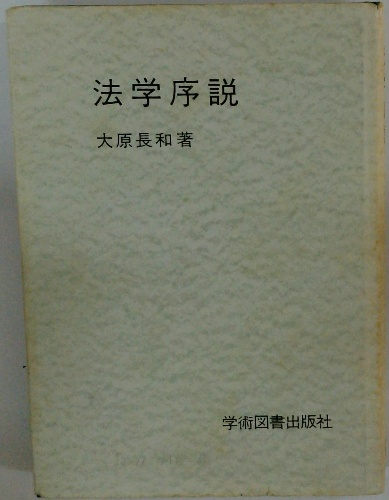 法学序説
大原長和著
学術図書出版社